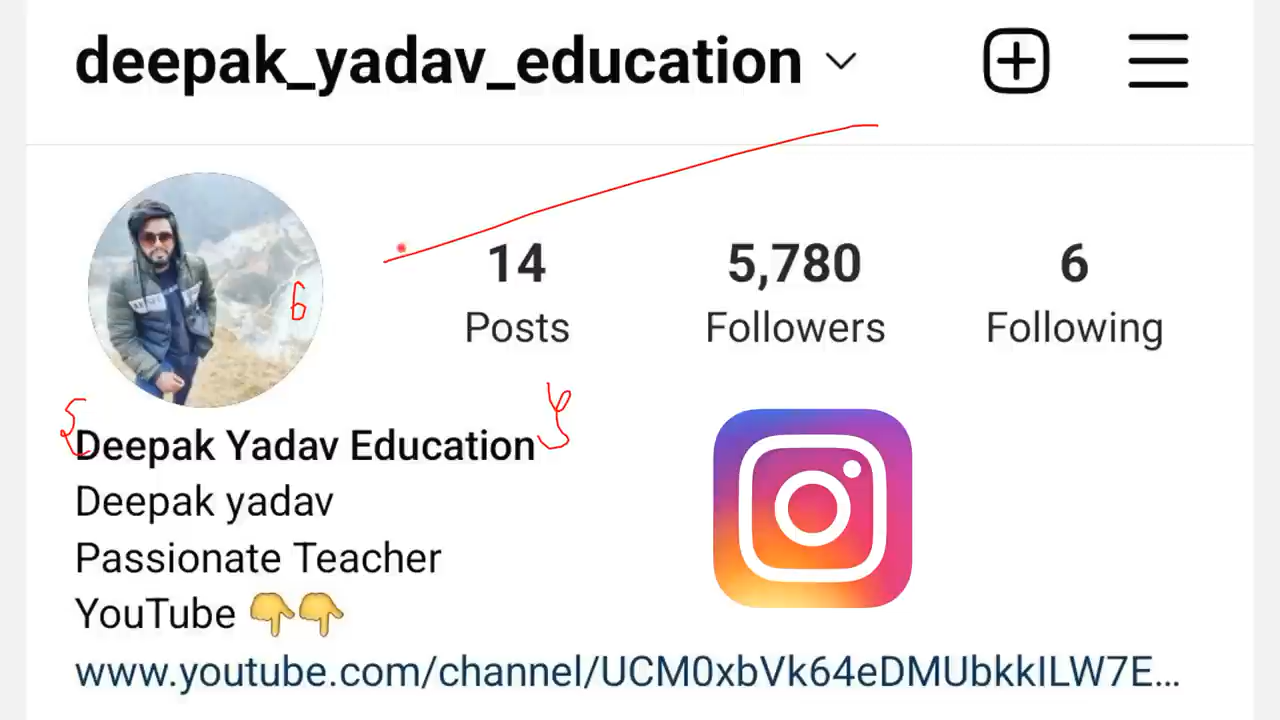 deepak_yadav_education
14 5,780 6
Posts Followers Following
6
Deepak Yadav Education
Deepak yadav
Passionate Teacher
YouTube 👇👇
www.youtube.com/channel/UCM0xbVk64eDMUbkkILW7E...